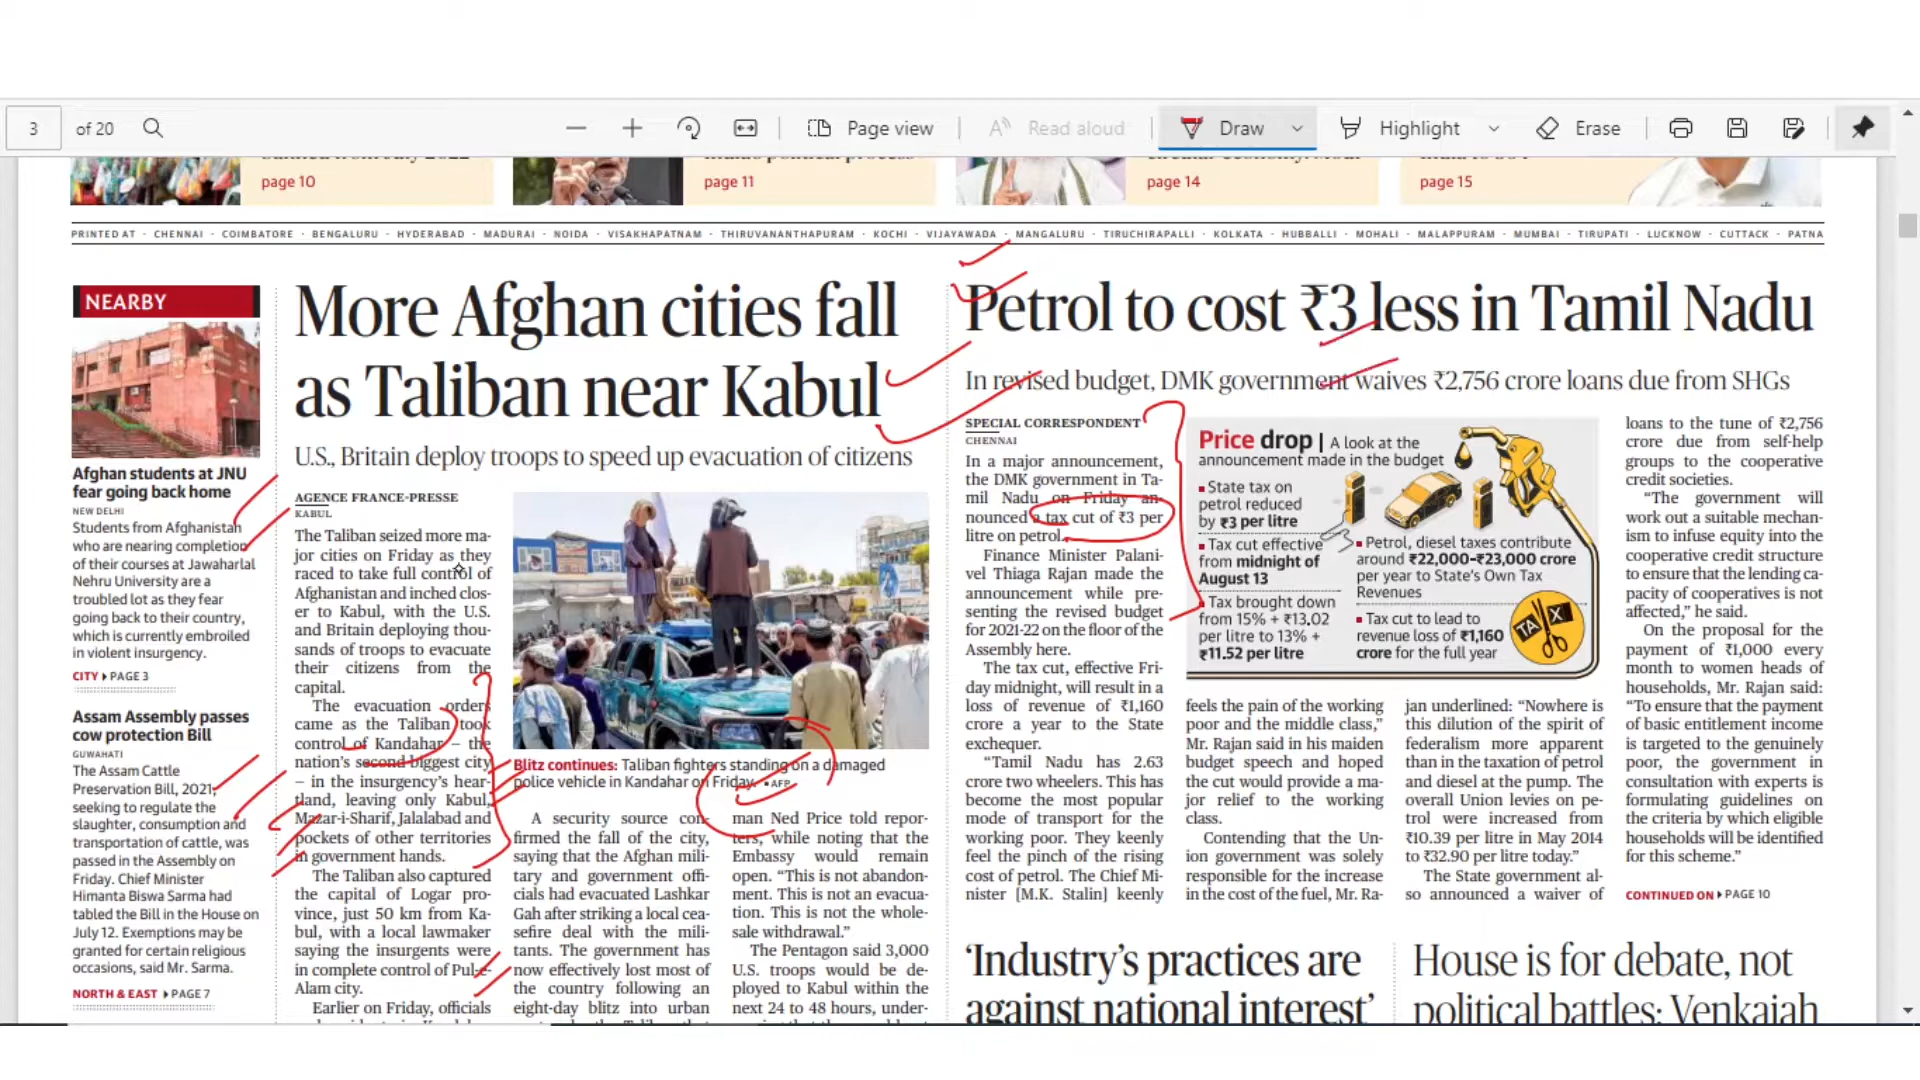 3 of 20 Page view Read aloud Draw Highlight Erase
page 10
page 11
page 14
page 15
PRINTED AT · CHENNAI · COIMBATORE · BENGALURU · HYDERABAD · MADURAI · NOIDA · VISAKHAPATNAM · THIRUVANANTHAPURAM · KOCHI · VIJAYAWADA · MANGALURU · TIRUCHIRAPALLI · KOLKATA · HUBBALLI · MOHALI · MALAPPURAM · MUMBAI · TIRUPATI · LUCKNOW · CUTTACK · PATNA
NEARBY
Afghan students at JNU
fear going back home
NEW DELHI
Students from Afghanistan
who are nearing completion
of their courses at Jawaharlal
Nehru University are a
troubled lot as they fear
going back to their country,
which is currently embroiled
in violent insurgency.
CITY PAGE 3
Assam Assembly passes
cow protection Bill
GUWAHATI
The Assam Cattle
Preservation Bill, 2021,
seeking to regulate the
slaughter, consumption and
transportation of cattle, was
passed in the Assembly on
Friday. Chief Minister
Himanta Biswa Sarma had
tabled the Bill in the House on
July 12. Exemptions may be
granted for certain religious
occasions, said Mr. Sarma.
NORTH & EAST PAGE 7
More Afghan cities fall
as Taliban near Kabul
U.S., Britain deploy troops to speed up evacuation of citizens
AGENCE FRANCE-PRESSE
KABUL
The Taliban seized more ma-
jor cities on Friday as they
raced to take full control of
Afghanistan and inched clos-
er to Kabul, with the U.S.
and Britain deploying thou-
sands of troops to evacuate
their citizens from the
capital.
The evacuation orders
came as the Taliban took
control of Kandahar – the
nation's second biggest city
– in the insurgency's hear-
tland, leaving only Kabul,
Mazar-i-Sharif, Jalalabad and
pockets of other territories
in government hands.
The Taliban also captured
the capital of Logar pro-
vince, just 50 km from Ka-
bul, with a local lawmaker
saying the insurgents were
in complete control of Pul-e-
Alam city.
Earlier on Friday, officials
Blitz continues: Taliban fighters standing on a damaged
police vehicle in Kandahar on Friday. • AFP
A security source con-
firmed the fall of the city,
saying that the Afghan mili-
tary and government offi-
cials had evacuated Lashkar
Gah after striking a local cea-
sefire deal with the mili-
tants. The government has
now effectively lost most of
the country following an
eight-day blitz into urban
man Ned Price told repor-
ters, while noting that the
Embassy would remain
open. “This is not abandon-
ment. This is not an evacua-
tion. This is not the whole-
sale withdrawal.”
The Pentagon said 3,000
U.S. troops would be de-
ployed to Kabul within the
next 24 to 48 hours, under-
Petrol to cost ₹3 less in Tamil Nadu
In revised budget, DMK government waives ₹2,756 crore loans due from SHGs
SPECIAL CORRESPONDENT
CHENNAI
In a major announcement,
the DMK government in Ta-
mil Nadu on Friday an-
nounced a tax cut of ₹3 per
litre on petrol.
Finance Minister Palani-
vel Thiaga Rajan made the
announcement while pre-
senting the revised budget
for 2021-22 on the floor of the
Assembly here.
The tax cut, effective Fri-
day midnight, will result in a
loss of revenue of ₹1,160
crore a year to the State
exchequer.
“Tamil Nadu has 2.63
crore two wheelers. This has
become the most popular
mode of transport for the
working poor. They keenly
feel the pinch of the rising
cost of petrol. The Chief Mi-
nister [M.K. Stalin] keenly
Price drop | A look at the
announcement made in the budget
State tax on
petrol reduced
by ₹3 per litre
Tax cut effective
from midnight of
August 13
Tax brought down
from 15% + ₹13.02
per litre to 13% +
₹11.52 per litre
Petrol, diesel taxes contribute
around ₹22,000-₹23,000 crore
per year to State's Own Tax
Revenues
Tax cut to lead to
revenue loss of ₹1,160
crore for the full year
TAX
feels the pain of the working
poor and the middle class,”
Mr. Rajan said in his maiden
budget speech and hoped
the cut would provide a ma-
jor relief to the working
class.
Contending that the Un-
ion government was solely
responsible for the increase
in the cost of the fuel, Mr. Ra-
jan underlined: “Nowhere is
this dilution of the spirit of
federalism more apparent
than in the taxation of petrol
and diesel at the pump. The
overall Union levies on pe-
trol were increased from
₹10.39 per litre in May 2014
to ₹32.90 per litre today.”
The State government al-
so announced a waiver of
loans to the tune of ₹2,756
crore due from self-help
groups to the cooperative
credit societies.
“The government will
work out a suitable mechan-
ism to infuse equity into the
cooperative credit structure
to ensure that the lending ca-
pacity of cooperatives is not
affected,” he said.
On the proposal for the
payment of ₹1,000 every
month to women heads of
households, Mr. Rajan said:
“To ensure that the payment
of basic entitlement income
is targeted to the genuinely
poor, the government in
consultation with experts is
formulating guidelines on
the criteria by which eligible
households will be identified
for this scheme.”
CONTINUED ON PAGE 10
‘Industry's practices are
against national interest’
House is for debate, not
political battles: Venkaiah